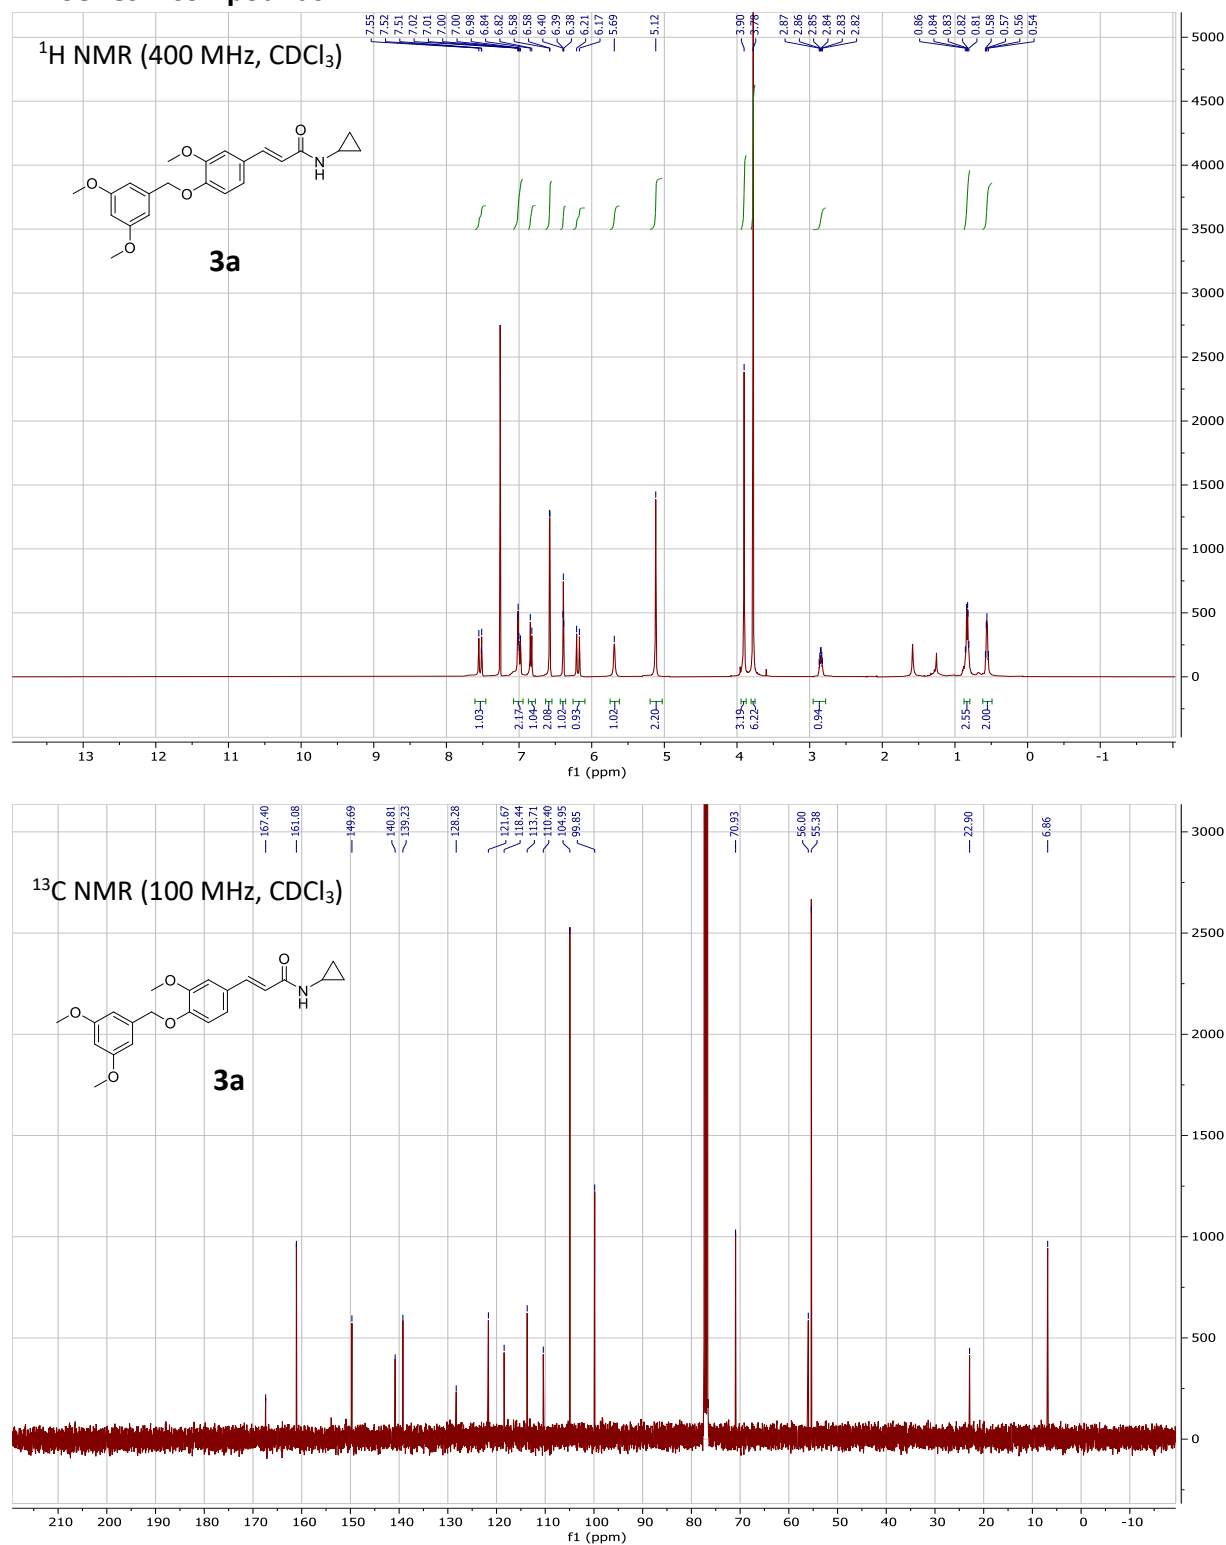 7.55 7.52 7.51 7.02 7.01 7.00 7.00 6.98 6.84 6.82 6.58 6.58 6.40 6.39 6.38 6.21 6.17 5.69 5.12 3.90 3.78 2.87 2.86 2.85 2.84 2.83 2.82 0.86 0.84 0.83 0.82 0.81 0.58 0.57 0.56 0.54
¹H NMR (400 MHz, CDCl₃)
O
N
H
O
O
O
O
3a
5000
4500
4000
3500
3000
2500
2000
1500
1000
500
0
1.03 2.17 1.04 2.08 1.02 0.93 1.02 2.20 3.19 6.22 0.94 2.55 2.00
13 12 11 10 9 8 7 6 5 4 3 2 1 0 -1
f1 (ppm)
167.40 161.08 149.69 140.81 139.23 128.28 121.67 118.44 113.71 110.40 104.95 99.85 70.93 56.00 55.38 22.90 6.86
¹³C NMR (100 MHz, CDCl₃)
O
N
H
O
O
O
O
3a
3000
2500
2000
1500
1000
500
0
210 200 190 180 170 160 150 140 130 120 110 100 90 80 70 60 50 40 30 20 10 0 -10
f1 (ppm)